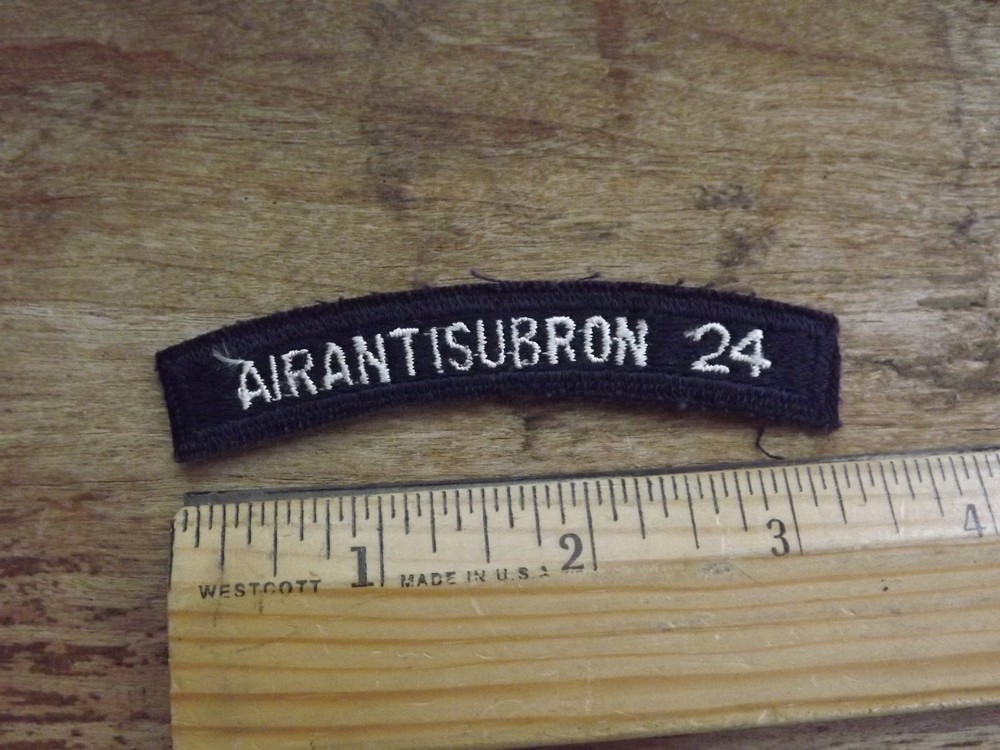 AIRANTISUBRON 24
1 2 3 4
WESTCOTT MADE IN U.S.A